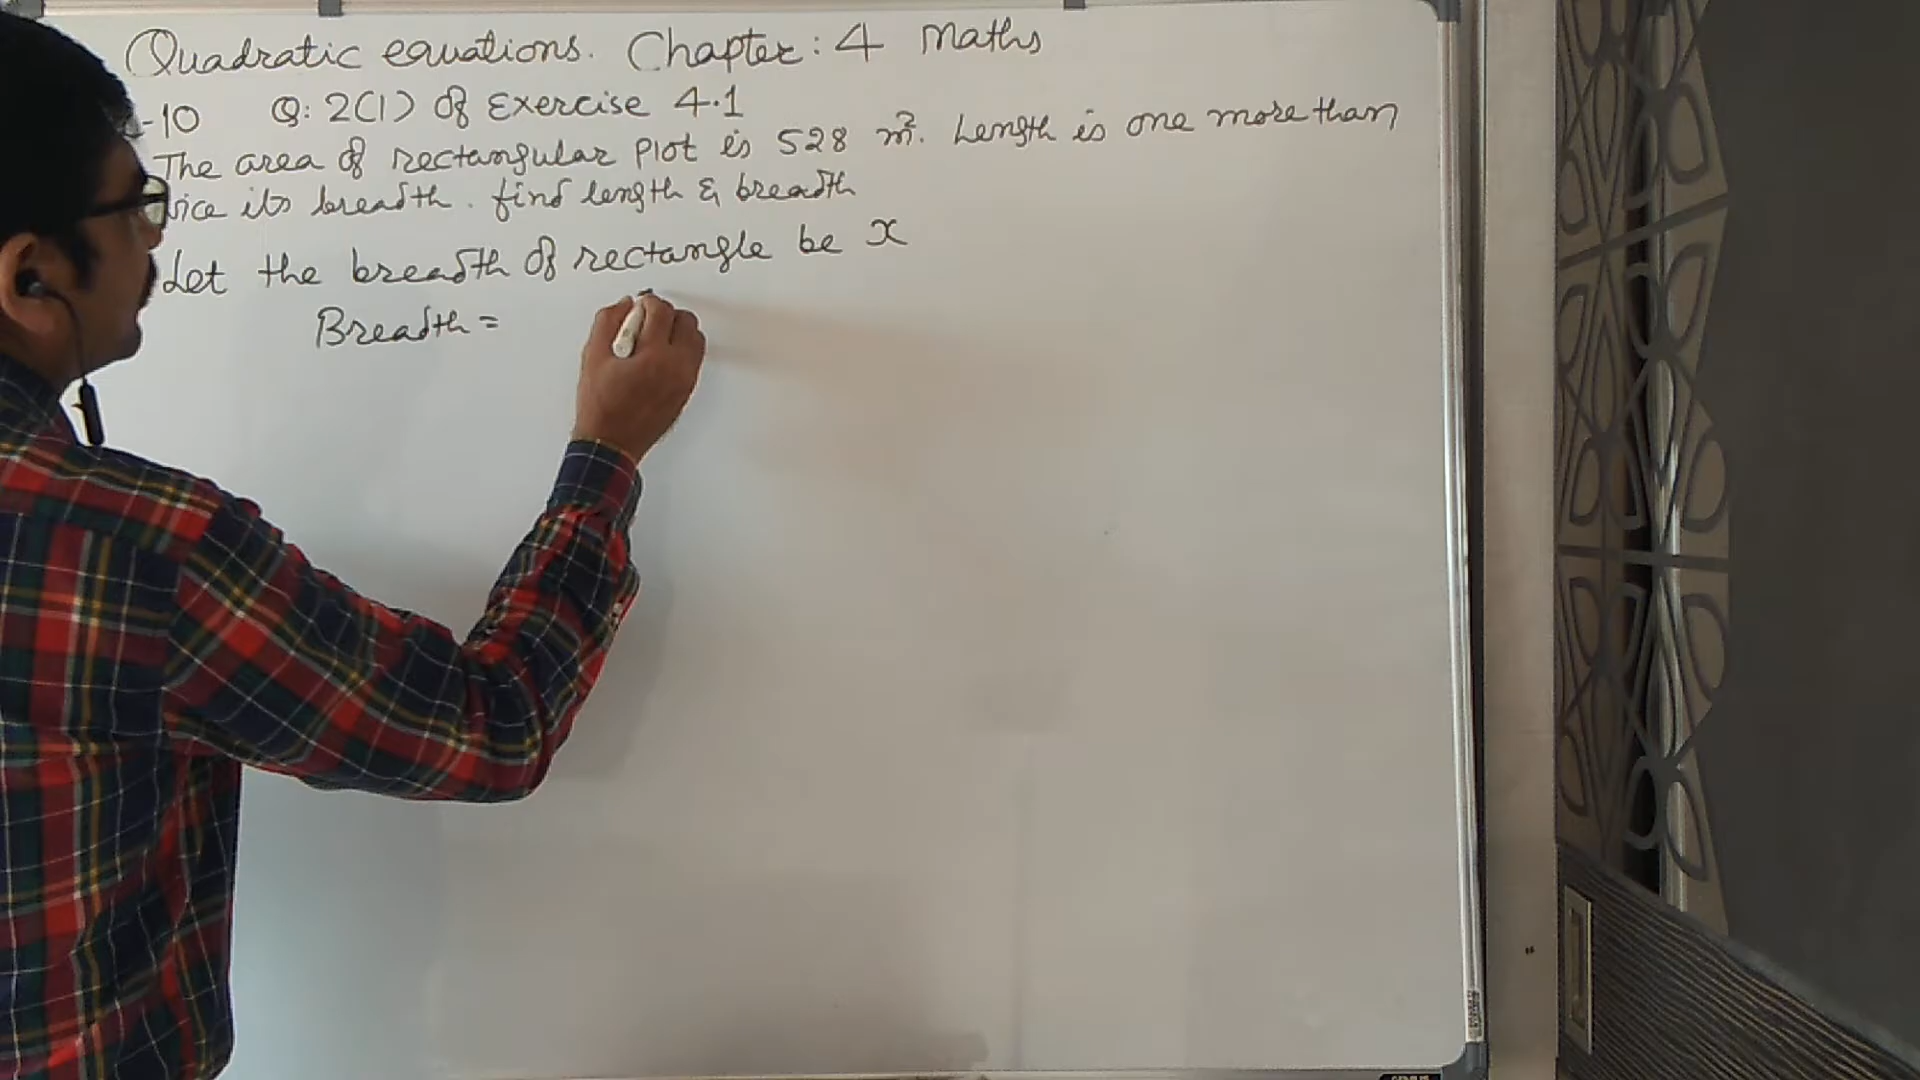 Quadratic equations. Chapter: 4 Maths
-10 Q: 2(1) of Exercise 4.1
The area of rectangular Plot is 528 m². Length is one more than
its breadth. find length & breadth
Let the breadth of rectangle be x
Breadth =